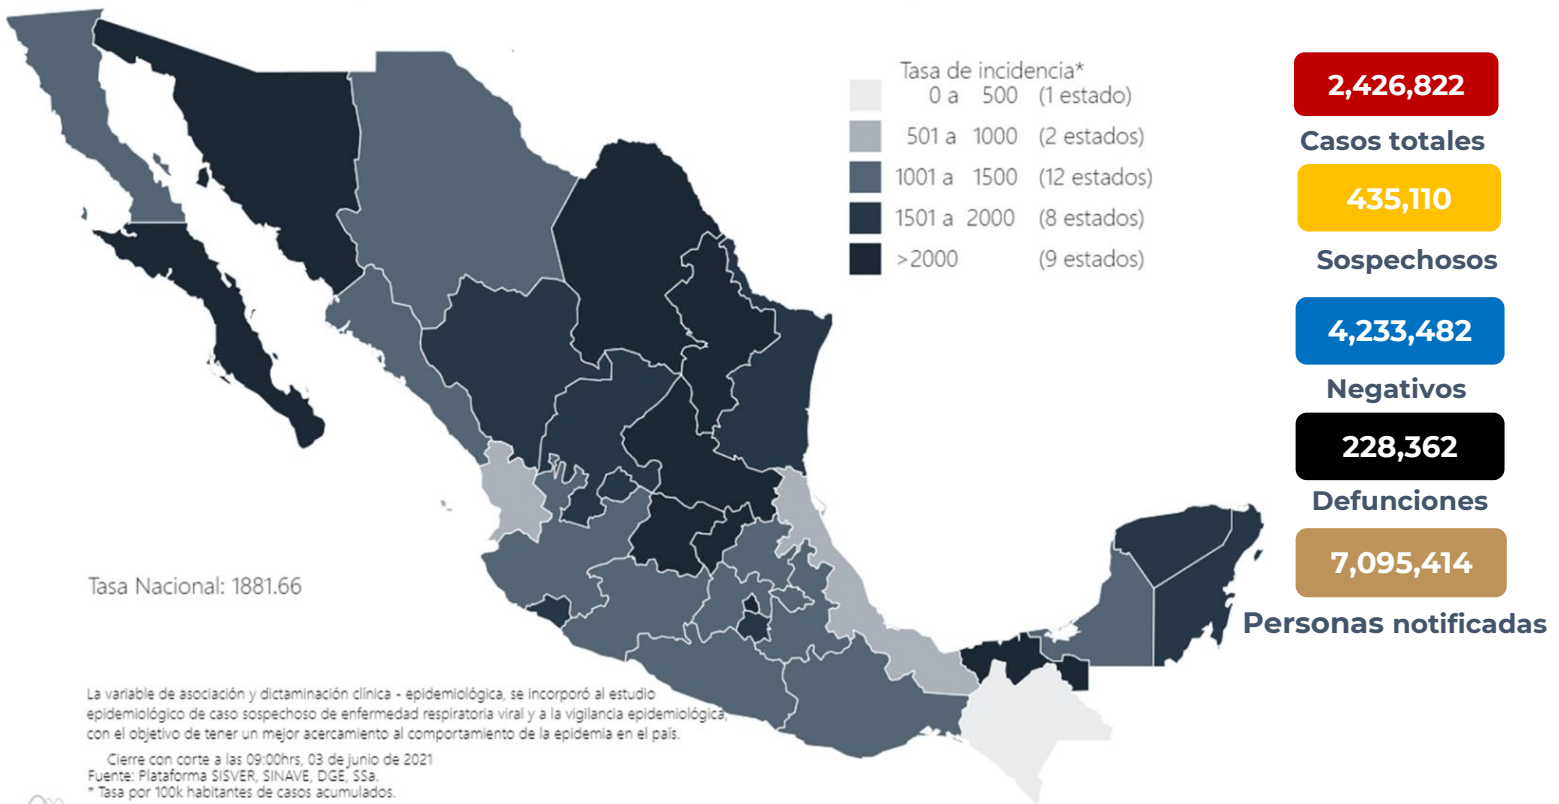 Tasa de incidencia*
0 a 500 (1 estado)
501 a 1000 (2 estados)
1001 a 1500 (12 estados)
1501 a 2000 (8 estados)
>2000 (9 estados)
2,426,822
Casos totales
435,110
Sospechosos
4,233,482
Negativos
228,362
Defunciones
7,095,414
Personas notificadas
Tasa Nacional: 1881.66
La variable de asociación y dictaminación clínica - epidemiológica, se incorporó al estudio
epidemiológico de caso sospechoso de enfermedad respiratoria viral y a la vigilancia epidemiológica,
con el objetivo de tener un mejor acercamiento al comportamiento de la epidemia en el país.
Cierre con corte a las 09:00hrs, 03 de junio de 2021
Fuente: Plataforma SISVER, SINAVE, DGE, SSa.
* Tasa por 100k habitantes de casos acumulados.